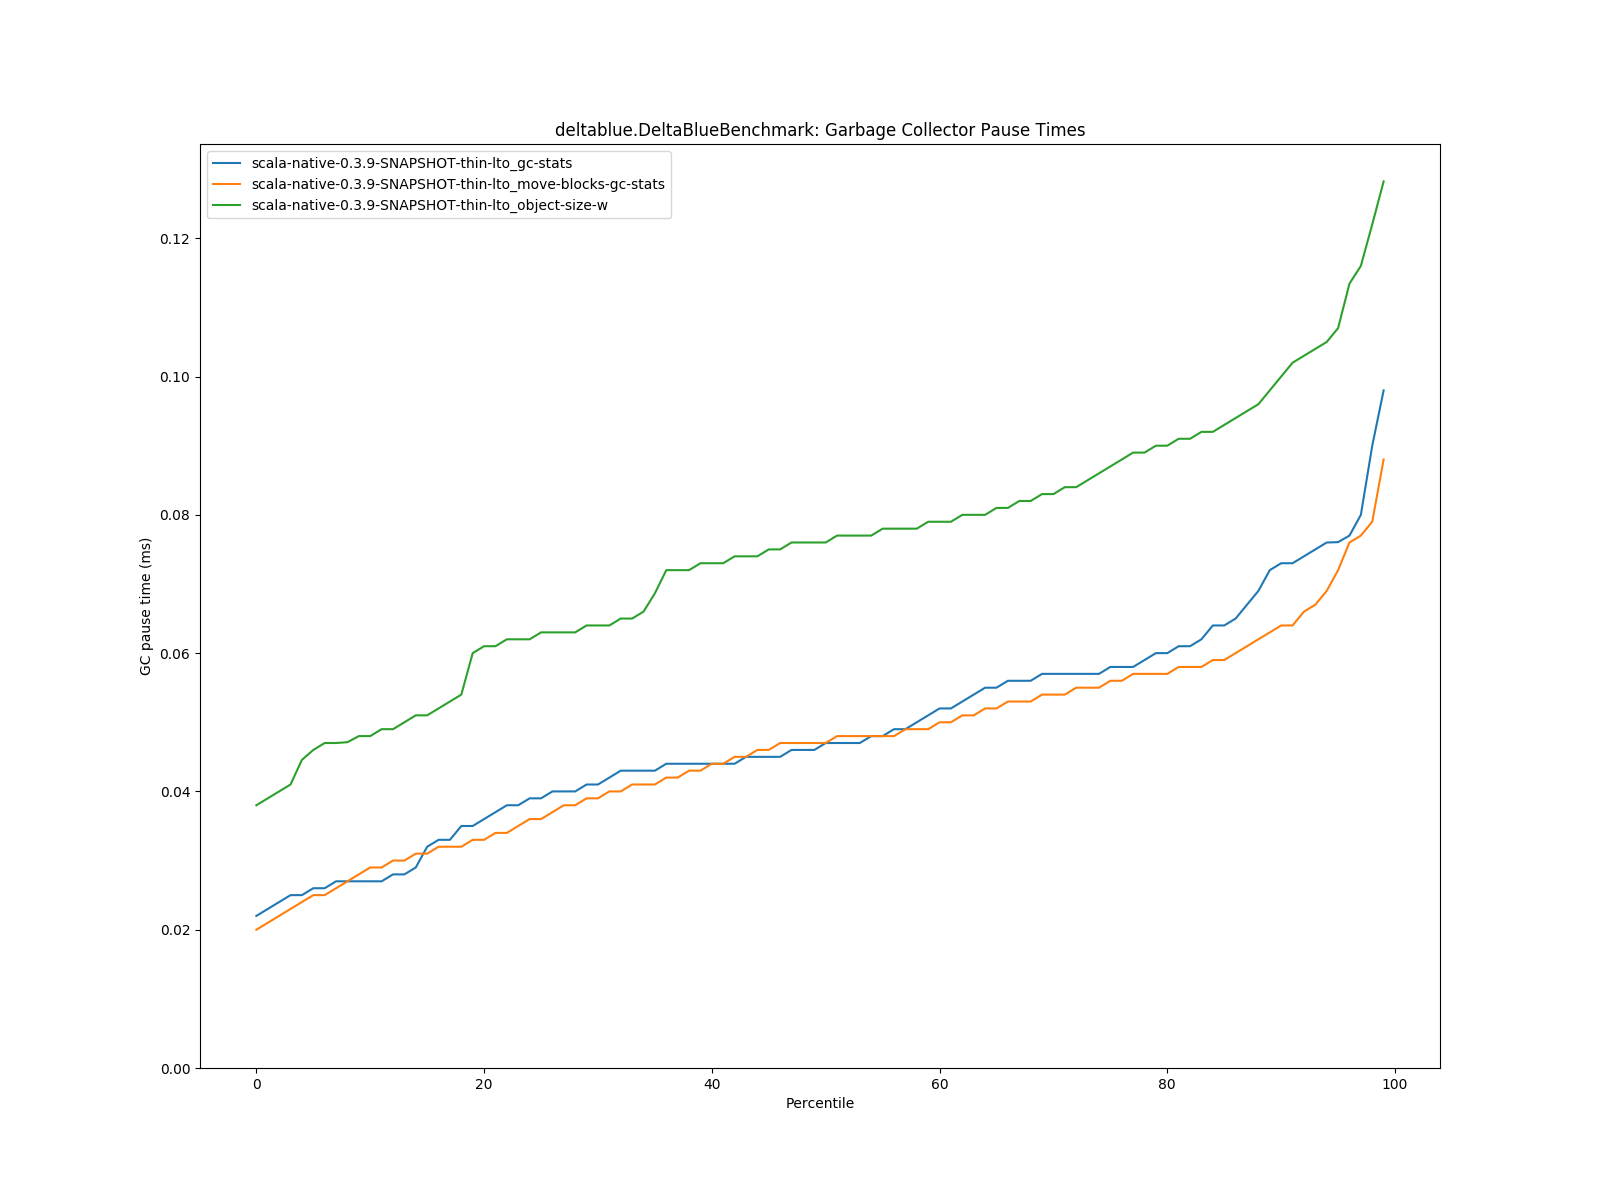 deltablue.DeltaBlueBenchmark: Garbage Collector Pause Times
scala-native-0.3.9-SNAPSHOT-thin-lto_gc-stats
scala-native-0.3.9-SNAPSHOT-thin-lto_move-blocks-gc-stats
scala-native-0.3.9-SNAPSHOT-thin-lto_object-size-w
0.12
0.10
0.08
GC pause time (ms)
0.06
0.04
0.02
0.00
0 20 40 60 80 100
Percentile